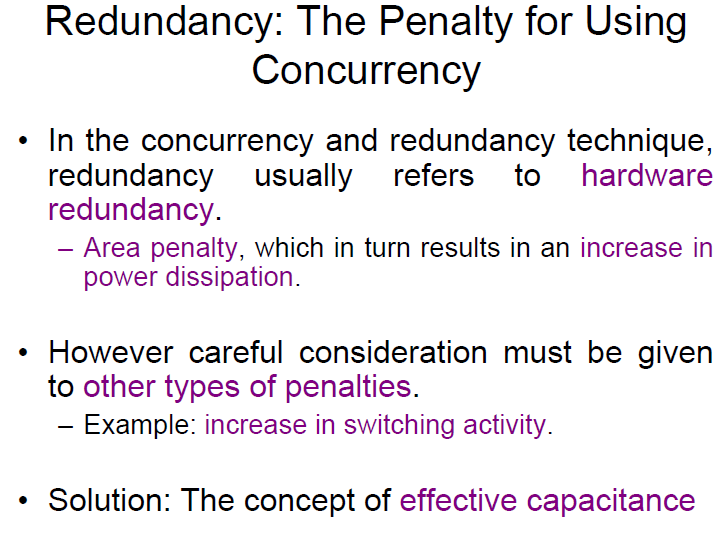 Redundancy: The Penalty for Using
Concurrency
• In the concurrency and redundancy technique,
redundancy usually refers to hardware
redundancy.
– Area penalty, which in turn results in an increase in
power dissipation.
• However careful consideration must be given
to other types of penalties.
– Example: increase in switching activity.
• Solution: The concept of effective capacitance